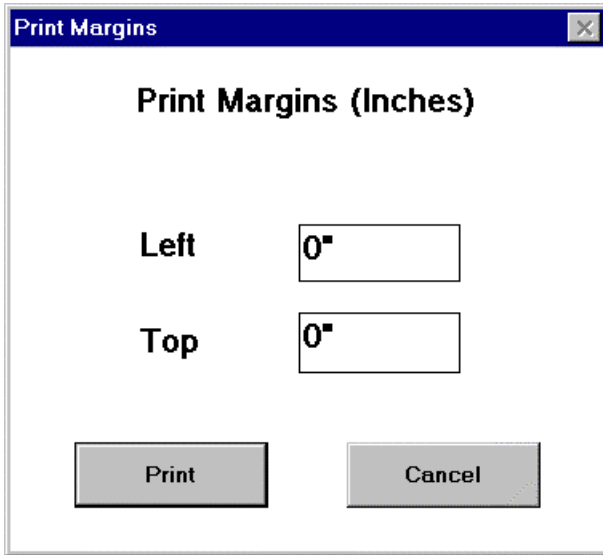 Print Margins
Print Margins (Inches)
Left 0"
Top 0"
Print Cancel